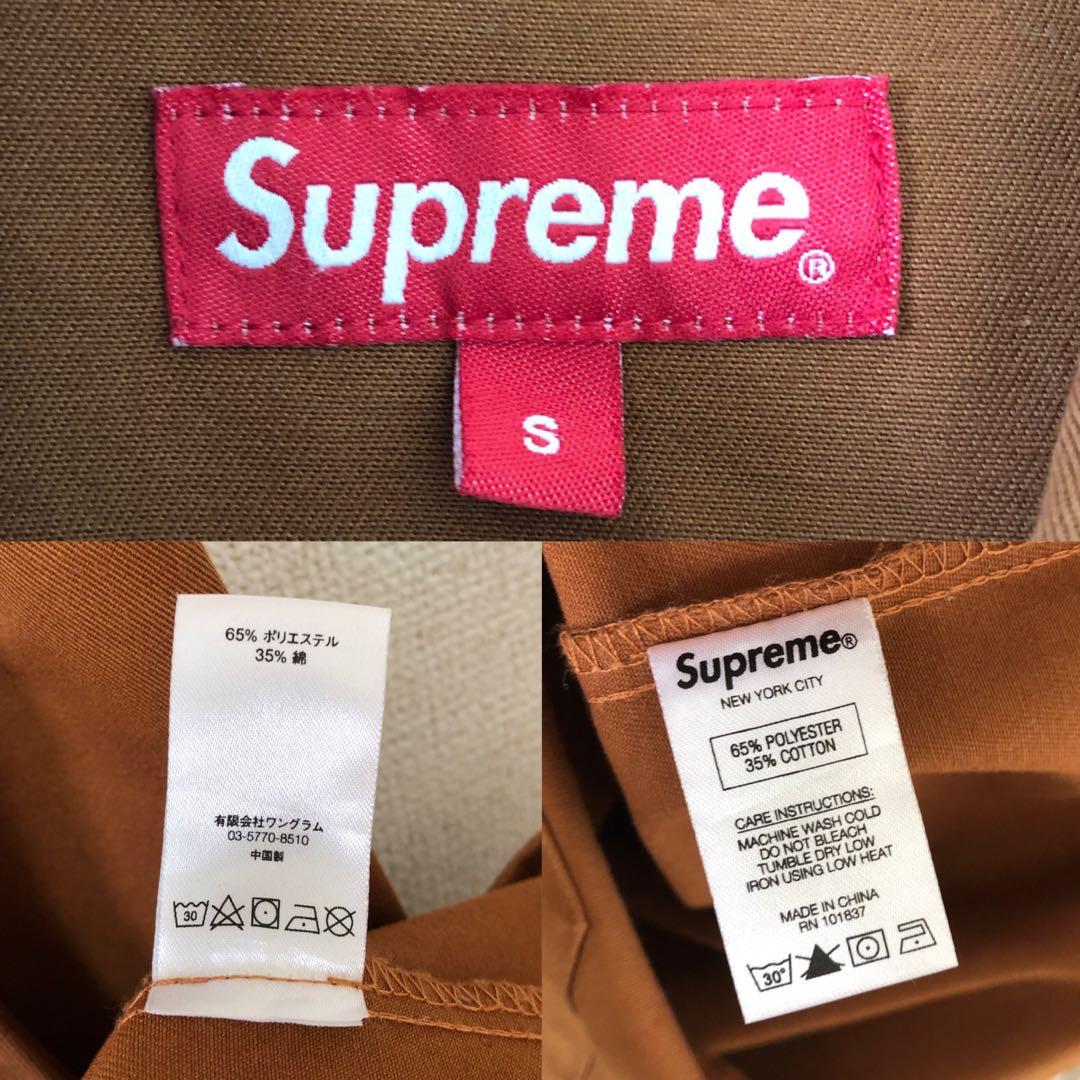 Supreme®
S
65% ポリエステル
35% 綿
有限会社ワングラム
03-5770-8510
中国製
30
Supreme®
NEW YORK CITY
65% POLYESTER
35% COTTON
CARE INSTRUCTIONS:
MACHINE WASH COLD
DO NOT BLEACH
TUMBLE DRY LOW
IRON USING LOW HEAT
MADE IN CHINA
RN 101837
30°